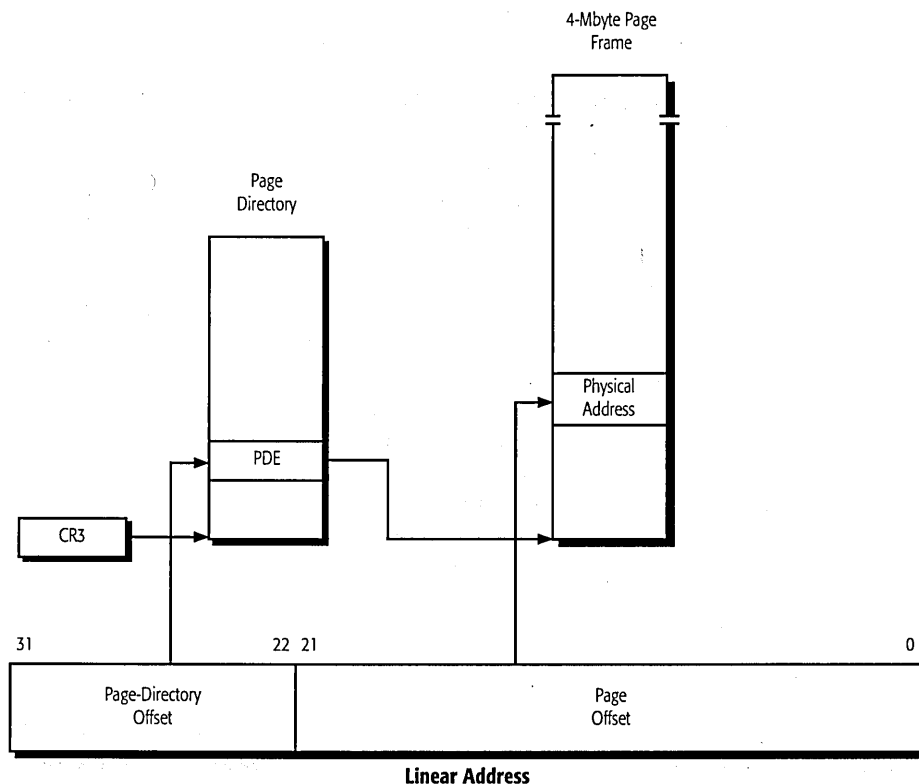 4-Mbyte Page
Frame
Page
Directory
Physical
Address
PDE
CR3
31
22 21
0
Page-Directory
Offset
Page
Offset
Linear Address